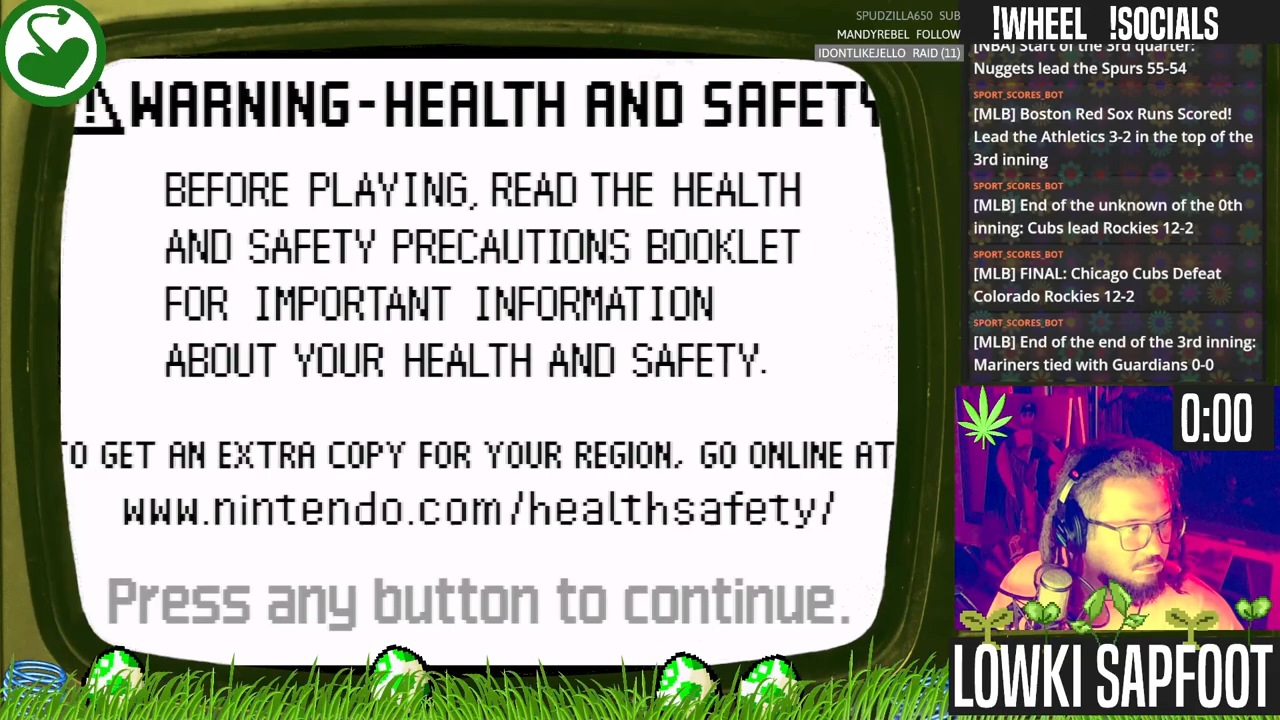 SPUDZILLA650 SUB
MANDYREBEL FOLLOW
IDONTLIKEJELLO RAID (11)
!WHEEL !SOCIALS
[NBA] Start of the 3rd quarter:
Nuggets lead the Spurs 55-54
SPORT_SCORES_BOT
[MLB] Boston Red Sox Runs Scored!
Lead the Athletics 3-2 in the top of the
3rd inning
SPORT_SCORES_BOT
[MLB] End of the unknown of the 0th
inning: Cubs lead Rockies 12-2
SPORT_SCORES_BOT
[MLB] FINAL: Chicago Cubs Defeat
Colorado Rockies 12-2
SPORT_SCORES_BOT
[MLB] End of the end of the 3rd inning:
Mariners tied with Guardians 0-0
WARNING-HEALTH AND SAFETY
BEFORE PLAYING, READ THE HEALTH
AND SAFETY PRECAUTIONS BOOKLET
FOR IMPORTANT INFORMATION
ABOUT YOUR HEALTH AND SAFETY.
TO GET AN EXTRA COPY FOR YOUR REGION, GO ONLINE AT
www.nintendo.com/healthsafety/
Press any button to continue.
0:00
LOWKI SAPFOOT